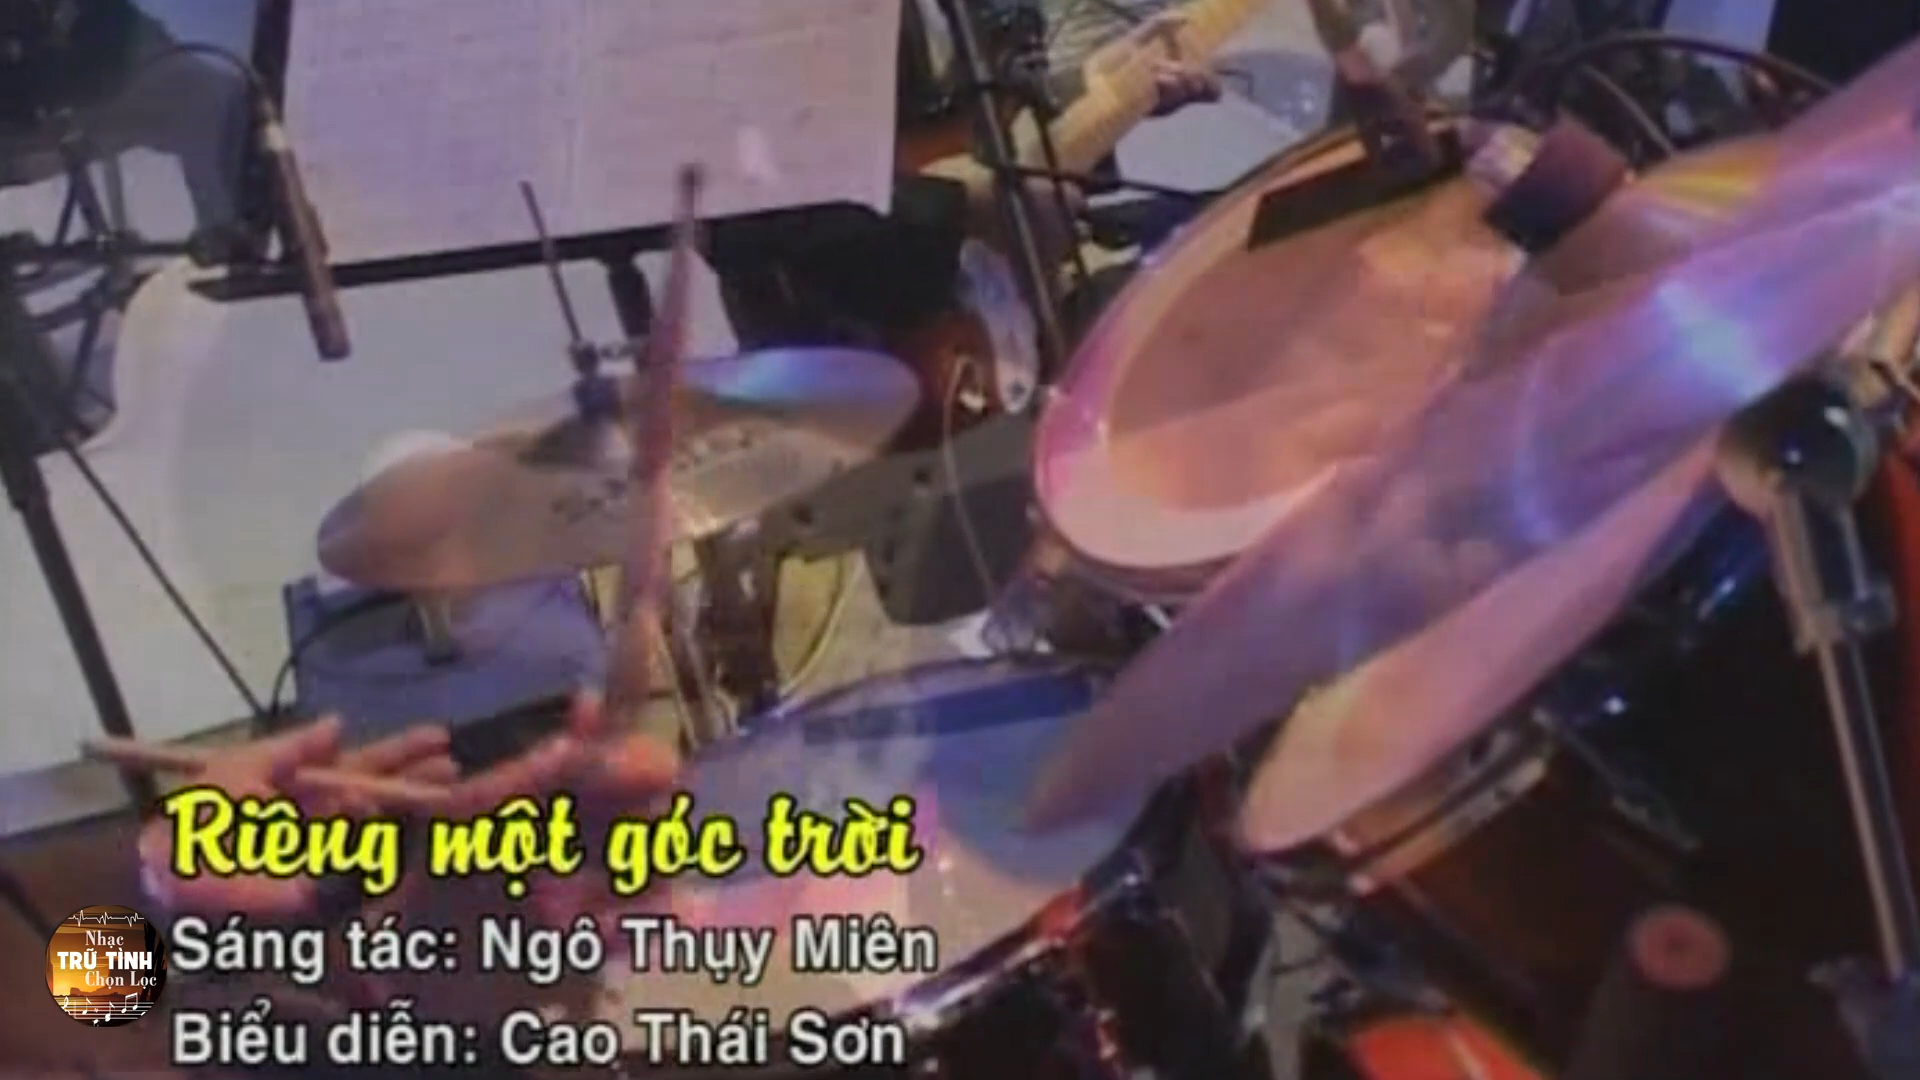 Riêng một góc trời
Sáng tác: Ngô Thụy Miên
Biểu diễn: Cao Thái Sơn
Nhạc
TRỮ TÌNH
Chọn Lọc